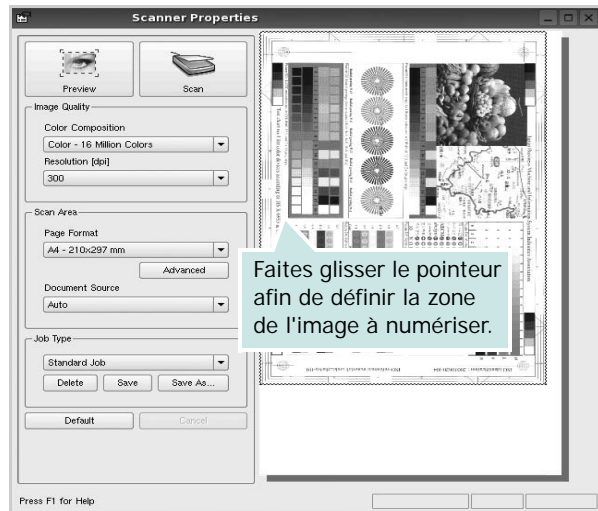 Scanner Properties
Preview
Scan
Image Quality
Color Composition
Color - 16 Million Colors
Resolution [dpi]
300
Scan Area
Page Format
A4 - 210x297 mm
Advanced
Document Source
Auto
Job Type
Standard Job
Delete
Save
Save As...
Default
Cancel
Faites glisser le pointeur
afin de définir la zone
de l'image à numériser.
Press F1 for Help